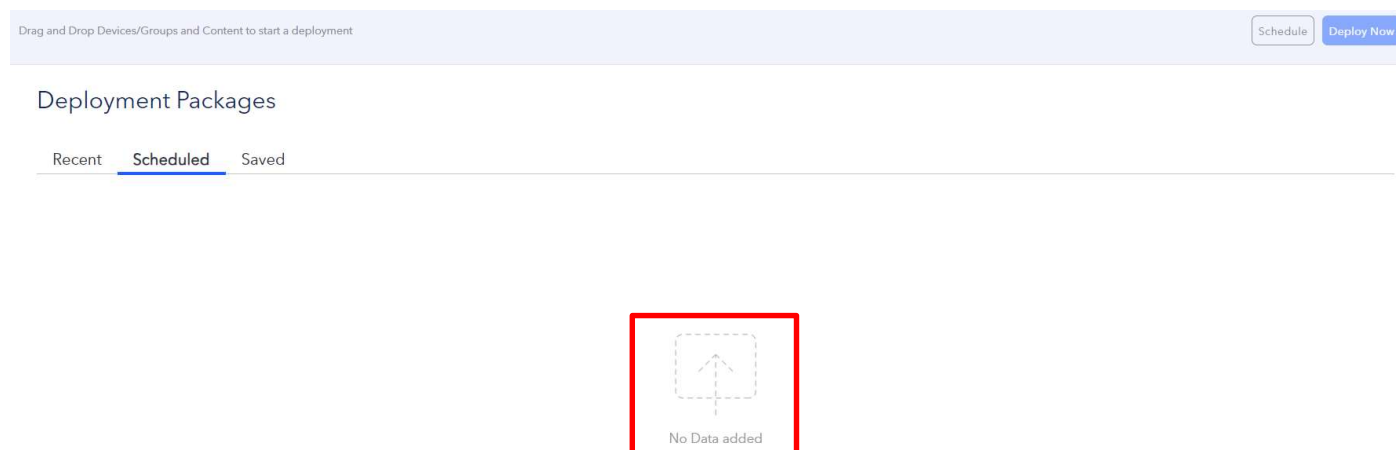 Drag and Drop Devices/Groups and Content to start a deployment
Schedule
Deploy Now
Deployment Packages
Recent
Scheduled
Saved
No Data added